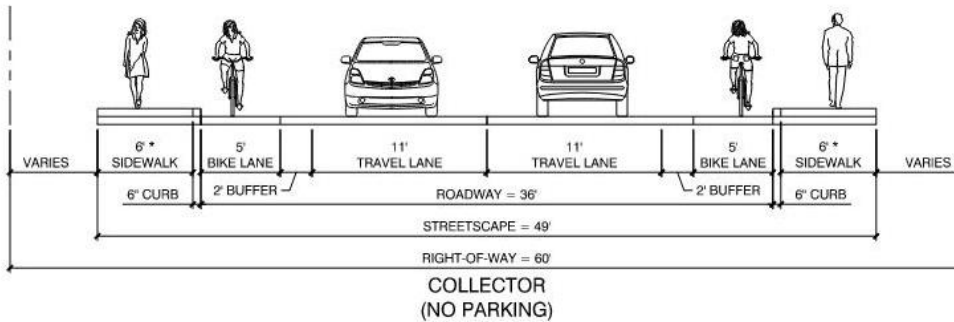 VARIES
6' *
SIDEWALK
5'
BIKE LANE
11'
TRAVEL LANE
11'
TRAVEL LANE
5'
BIKE LANE
6' *
SIDEWALK
VARIES
6" CURB
2' BUFFER
ROADWAY = 36'
2' BUFFER
6" CURB
STREETSCAPE = 49'
RIGHT-OF-WAY = 60'
COLLECTOR
(NO PARKING)